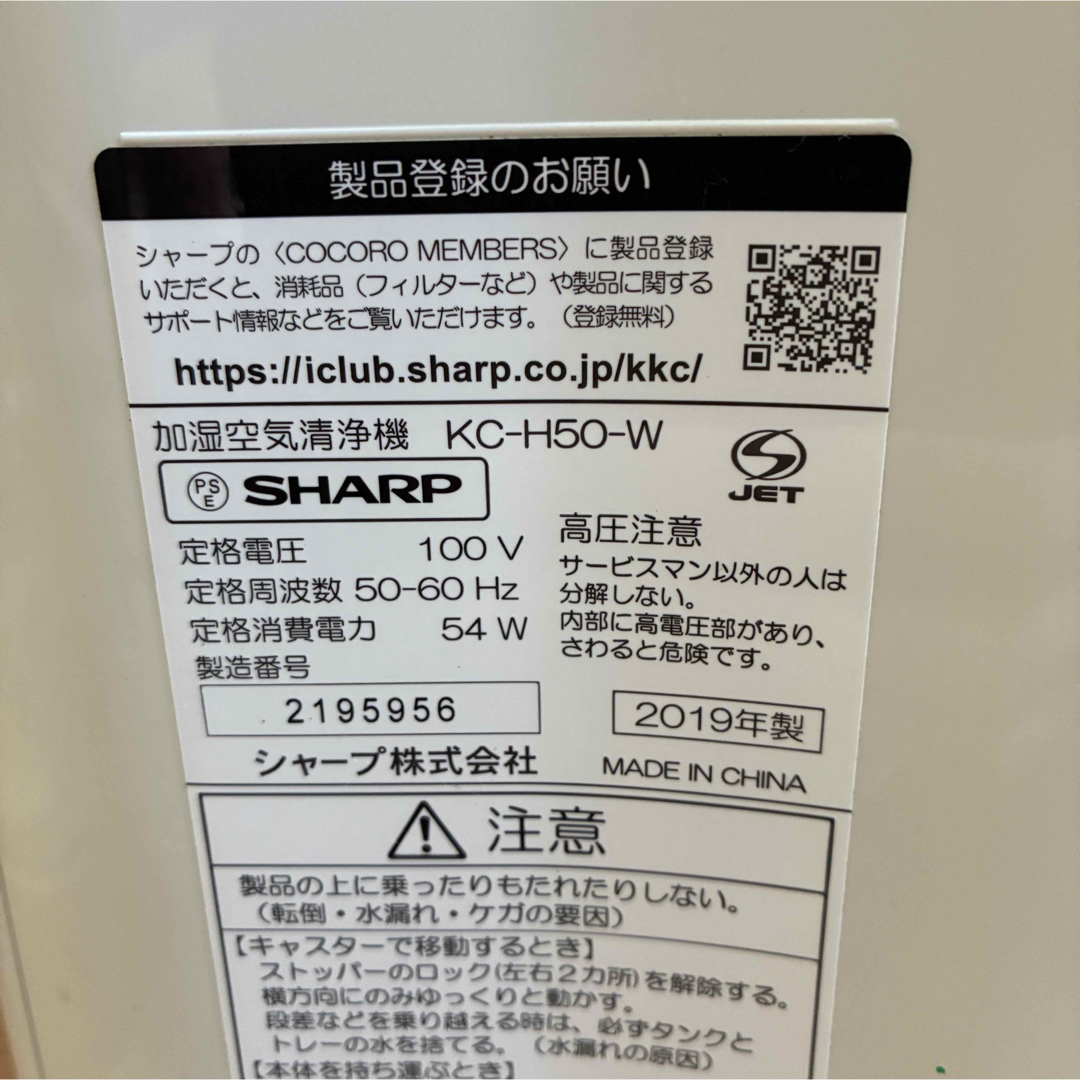 製品登録のお願い
シャープの〈COCORO MEMBERS〉に製品登録
いただくと、消耗品（フィルターなど）や製品に関する
サポート情報などをご覧いただけます。（登録無料）
https://iclub.sharp.co.jp/kkc/
加湿空気清浄機 KC-H50-W
PS
E
SHARP
JET
定格電圧 100 V
定格周波数 50-60 Hz
定格消費電力 54 W
製造番号
2195956
シャープ株式会社
高圧注意
サービスマン以外の人は
分解しない。
内部に高電圧部があり、
さわると危険です。
2019年製
MADE IN CHINA
注意
製品の上に乗ったりもたれたりしない。
（転倒・水漏れ・ケガの要因）
【キャスターで移動するとき】
ストッパーのロック(左右２カ所)を解除する。
横方向にのみゆっくりと動かす。
段差などを乗り越える時は、必ずタンクと
トレーの水を捨てる。（水漏れの原因）
【本体を持ち運ぶとき】